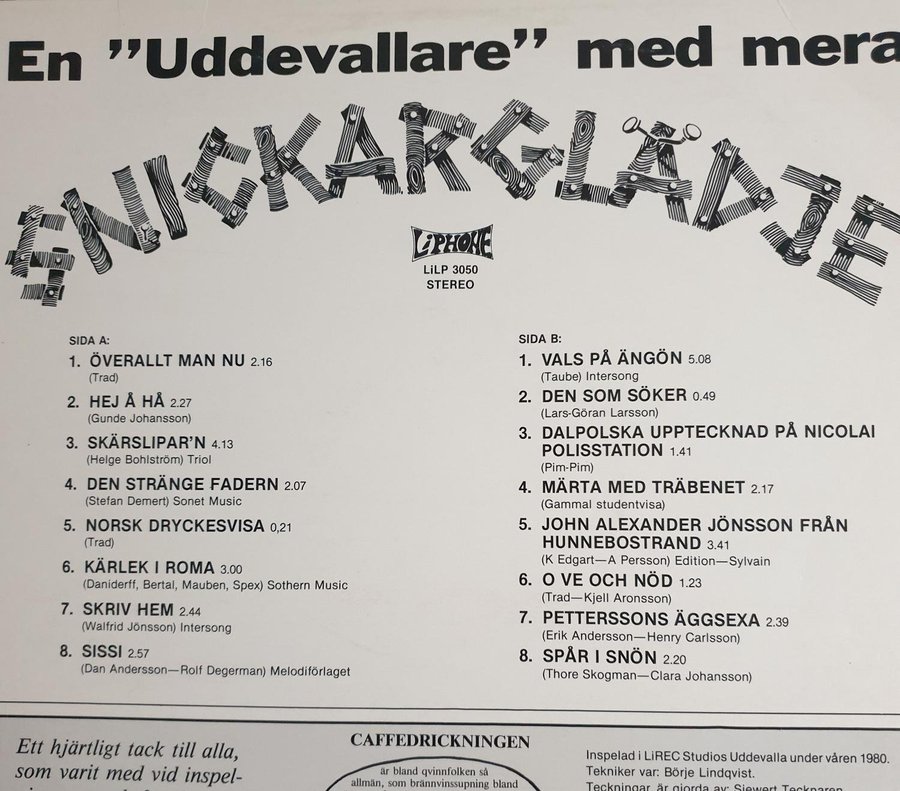 En ”Uddevallare” med mera
SNICKARGLÄDJE
LiPHONE
LiLP 3050
STEREO
SIDA A:
1. ÖVERALLT MAN NU 2.16
(Trad)
2. HEJ Å HÅ 2.27
(Gunde Johansson)
3. SKÄRSLIPAR'N 4.13
(Helge Bohlström) Triol
4. DEN STRÄNGE FADERN 2.07
(Stefan Demert) Sonet Music
5. NORSK DRYCKESVISA 0,21
(Trad)
6. KÄRLEK I ROMA 3.00
(Daniderff, Bertal, Mauben, Spex) Sothern Music
7. SKRIV HEM 2.44
(Walfrid Jönsson) Intersong
8. SISSI 2.57
(Dan Andersson—Rolf Degerman) Melodiförlaget
SIDA B:
1. VALS PÅ ÄNGÖN 5.08
(Taube) Intersong
2. DEN SOM SÖKER 0.49
(Lars-Göran Larsson)
3. DALPOLSKA UPPTECKNAD PÅ NICOLAI
POLISSTATION 1.41
(Pim-Pim)
4. MÄRTA MED TRÄBENET 2.17
(Gammal studentvisa)
5. JOHN ALEXANDER JÖNSSON FRÅN
HUNNEBOSTRAND 3.41
(K Edgart—A Persson) Edition—Sylvain
6. O VE OCH NÖD 1.23
(Trad—Kjell Aronsson)
7. PETTERSSONS ÄGGSEXA 2.39
(Erik Andersson—Henry Carlsson)
8. SPÅR I SNÖN 2.20
(Thore Skogman—Clara Johansson)
Ett hjärtligt tack till alla,
som varit med vid inspel-
CAFFEDRICKNINGEN
är bland qvinnfolken så
allmän, som brännvinssupning bland
Inspelad i LiREC Studios Uddevalla under våren 1980.
Tekniker var: Börje Lindqvist.
Teckningar, är gjorda av: Siewert Tecknaren